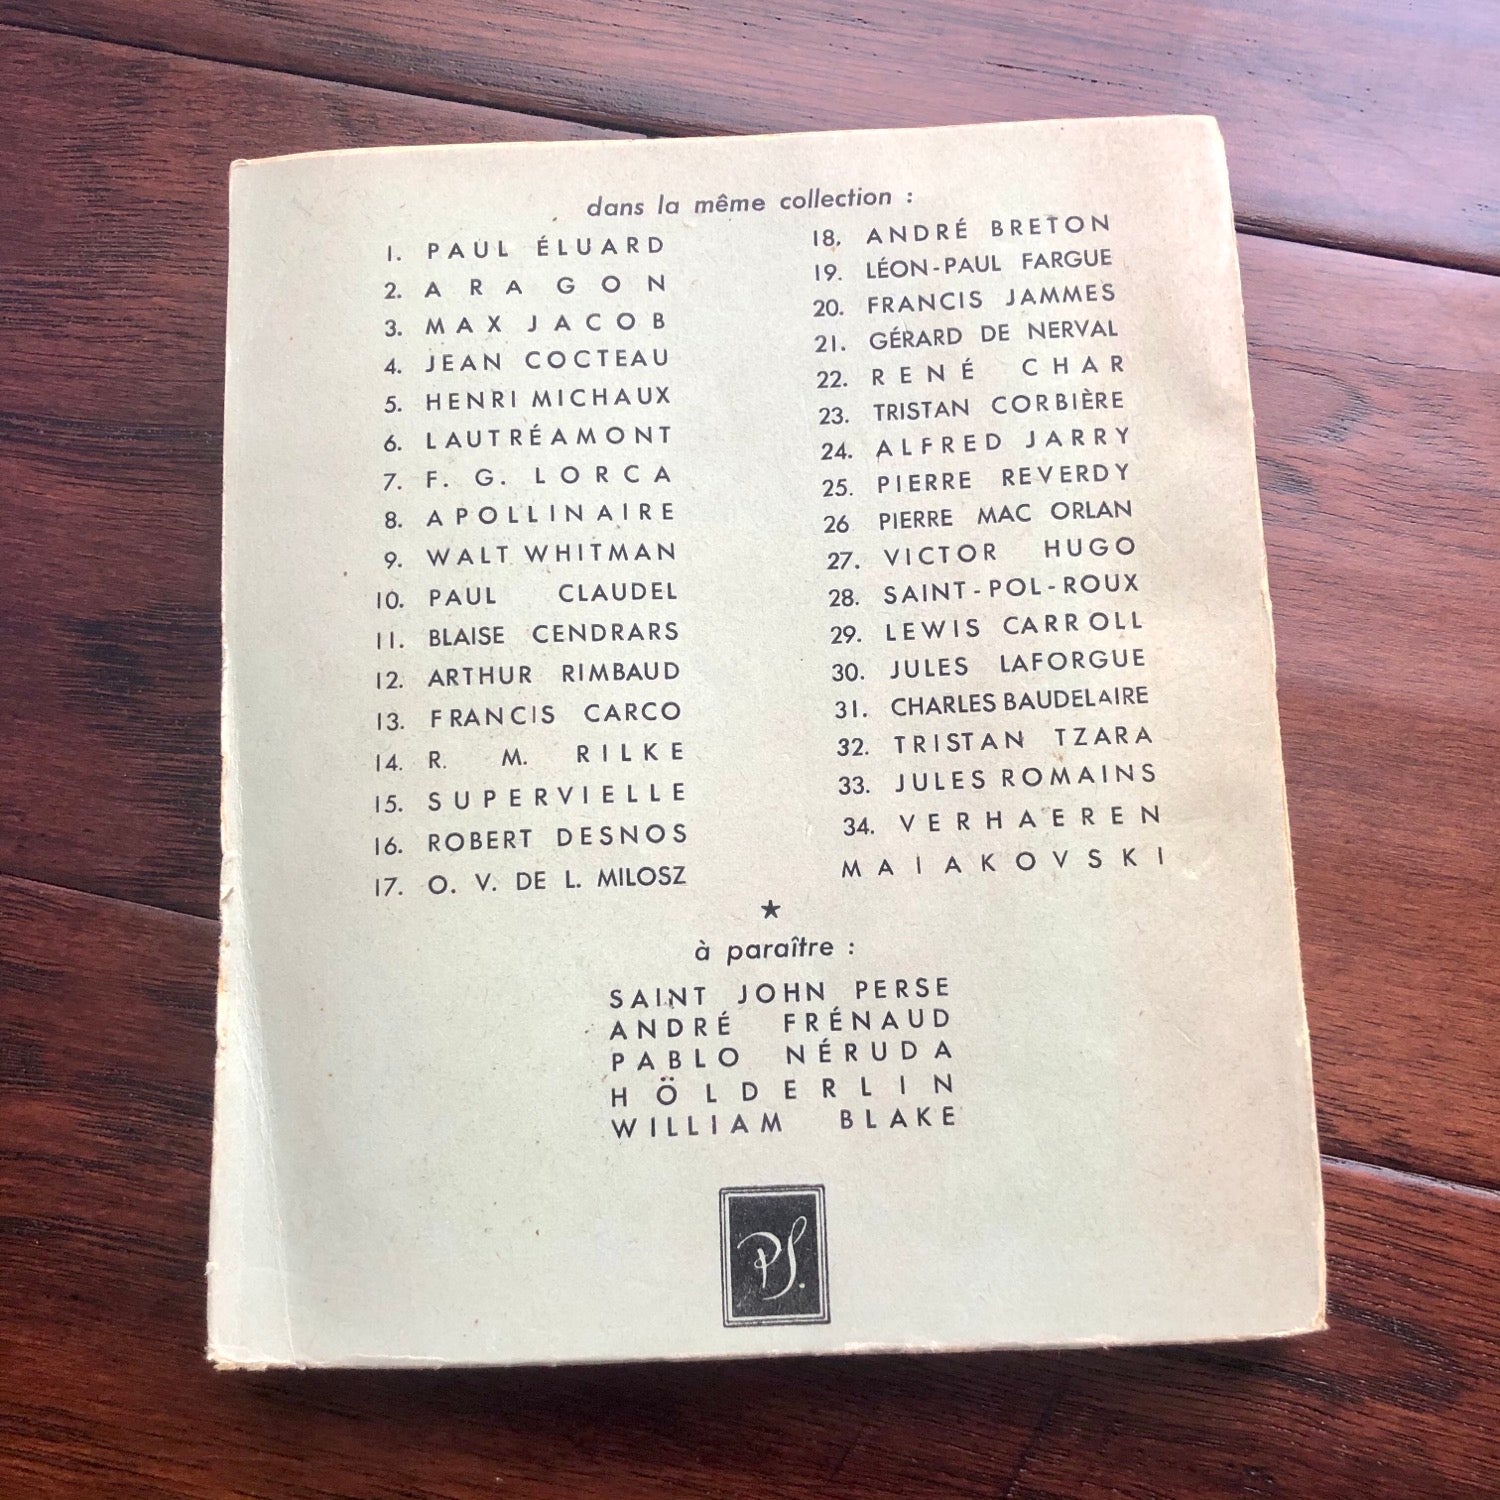 dans la même collection :
1. PAUL ÉLUARD
2. ARAGON
3. MAX JACOB
4. JEAN COCTEAU
5. HENRI MICHAUX
6. LAUTRÉAMONT
7. F. G. LORCA
8. APOLLINAIRE
9. WALT WHITMAN
10. PAUL CLAUDEL
11. BLAISE CENDRARS
12. ARTHUR RIMBAUD
13. FRANCIS CARCO
14. R. M. RILKE
15. SUPERVIELLE
16. ROBERT DESNOS
17. O. V. DE L. MILOSZ
18. ANDRÉ BRETON
19. LÉON-PAUL FARGUE
20. FRANCIS JAMMES
21. GÉRARD DE NERVAL
22. RENÉ CHAR
23. TRISTAN CORBIÈRE
24. ALFRED JARRY
25. PIERRE REVERDY
26 PIERRE MAC ORLAN
27. VICTOR HUGO
28. SAINT-POL-ROUX
29. LEWIS CARROLL
30. JULES LAFORGUE
31. CHARLES BAUDELAIRE
32. TRISTAN TZARA
33. JULES ROMAINS
34. VERHAEREN
MAIAKOVSKI
★
à paraître :
SAINT JOHN PERSE
ANDRÉ FRÉNAUD
PABLO NÉRUDA
HÖLDERLIN
WILLIAM BLAKE
PS.